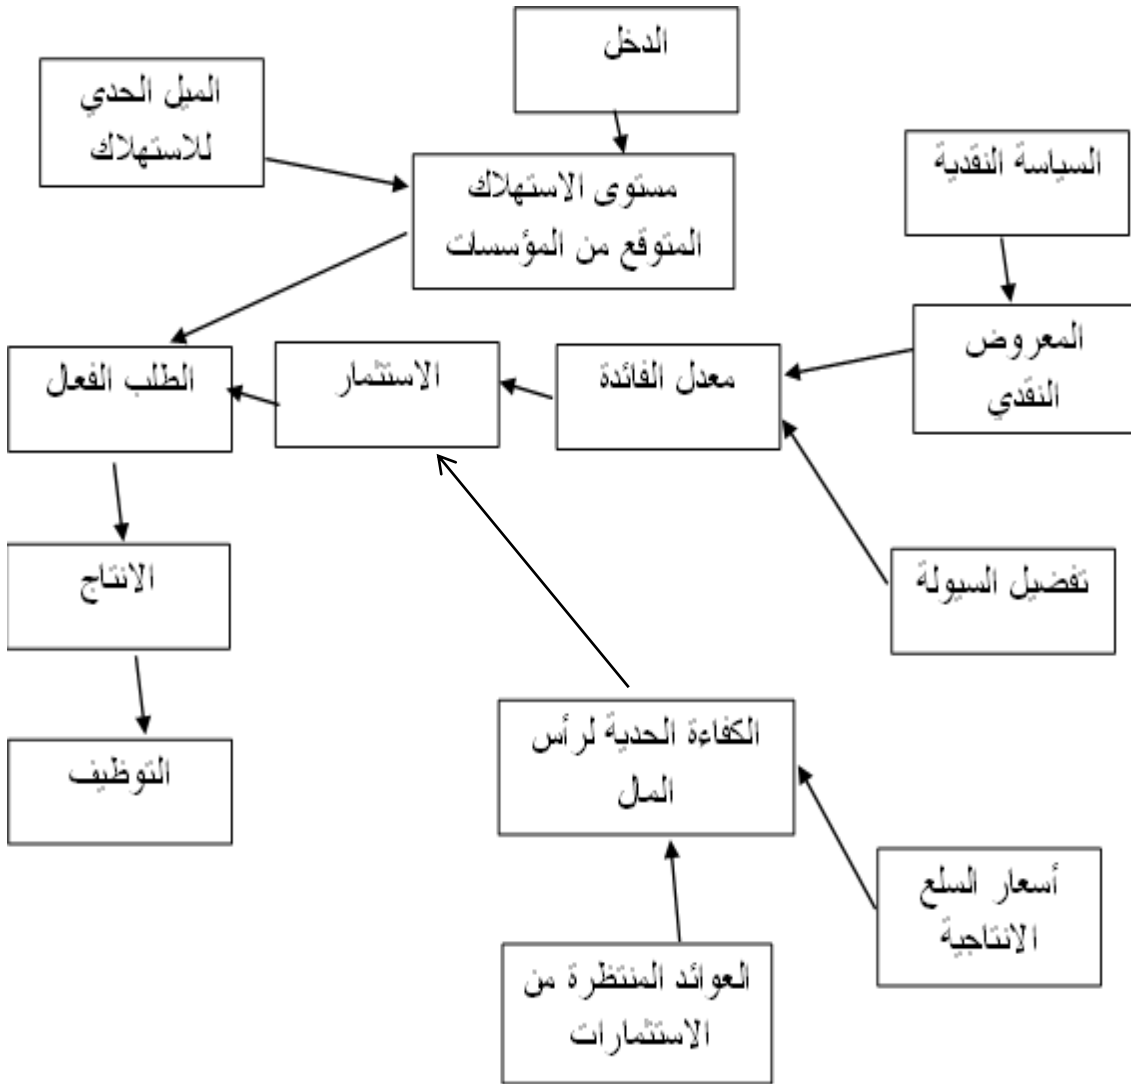 الدخل
الميل الحدي
للاستهلاك
السياسة النقدية
مستوى الاستهلاك
المتوقع من المؤسسات
المعروض
النقدي
معدل الفائدة
الاستثمار
الطلب الفعال
تفضيل السيولة
الانتاج
الكفاءة الحدية لرأس
المال
التوظيف
أسعار السلع
الانتاجية
العوائد المنتظرة من
الاستثمارات